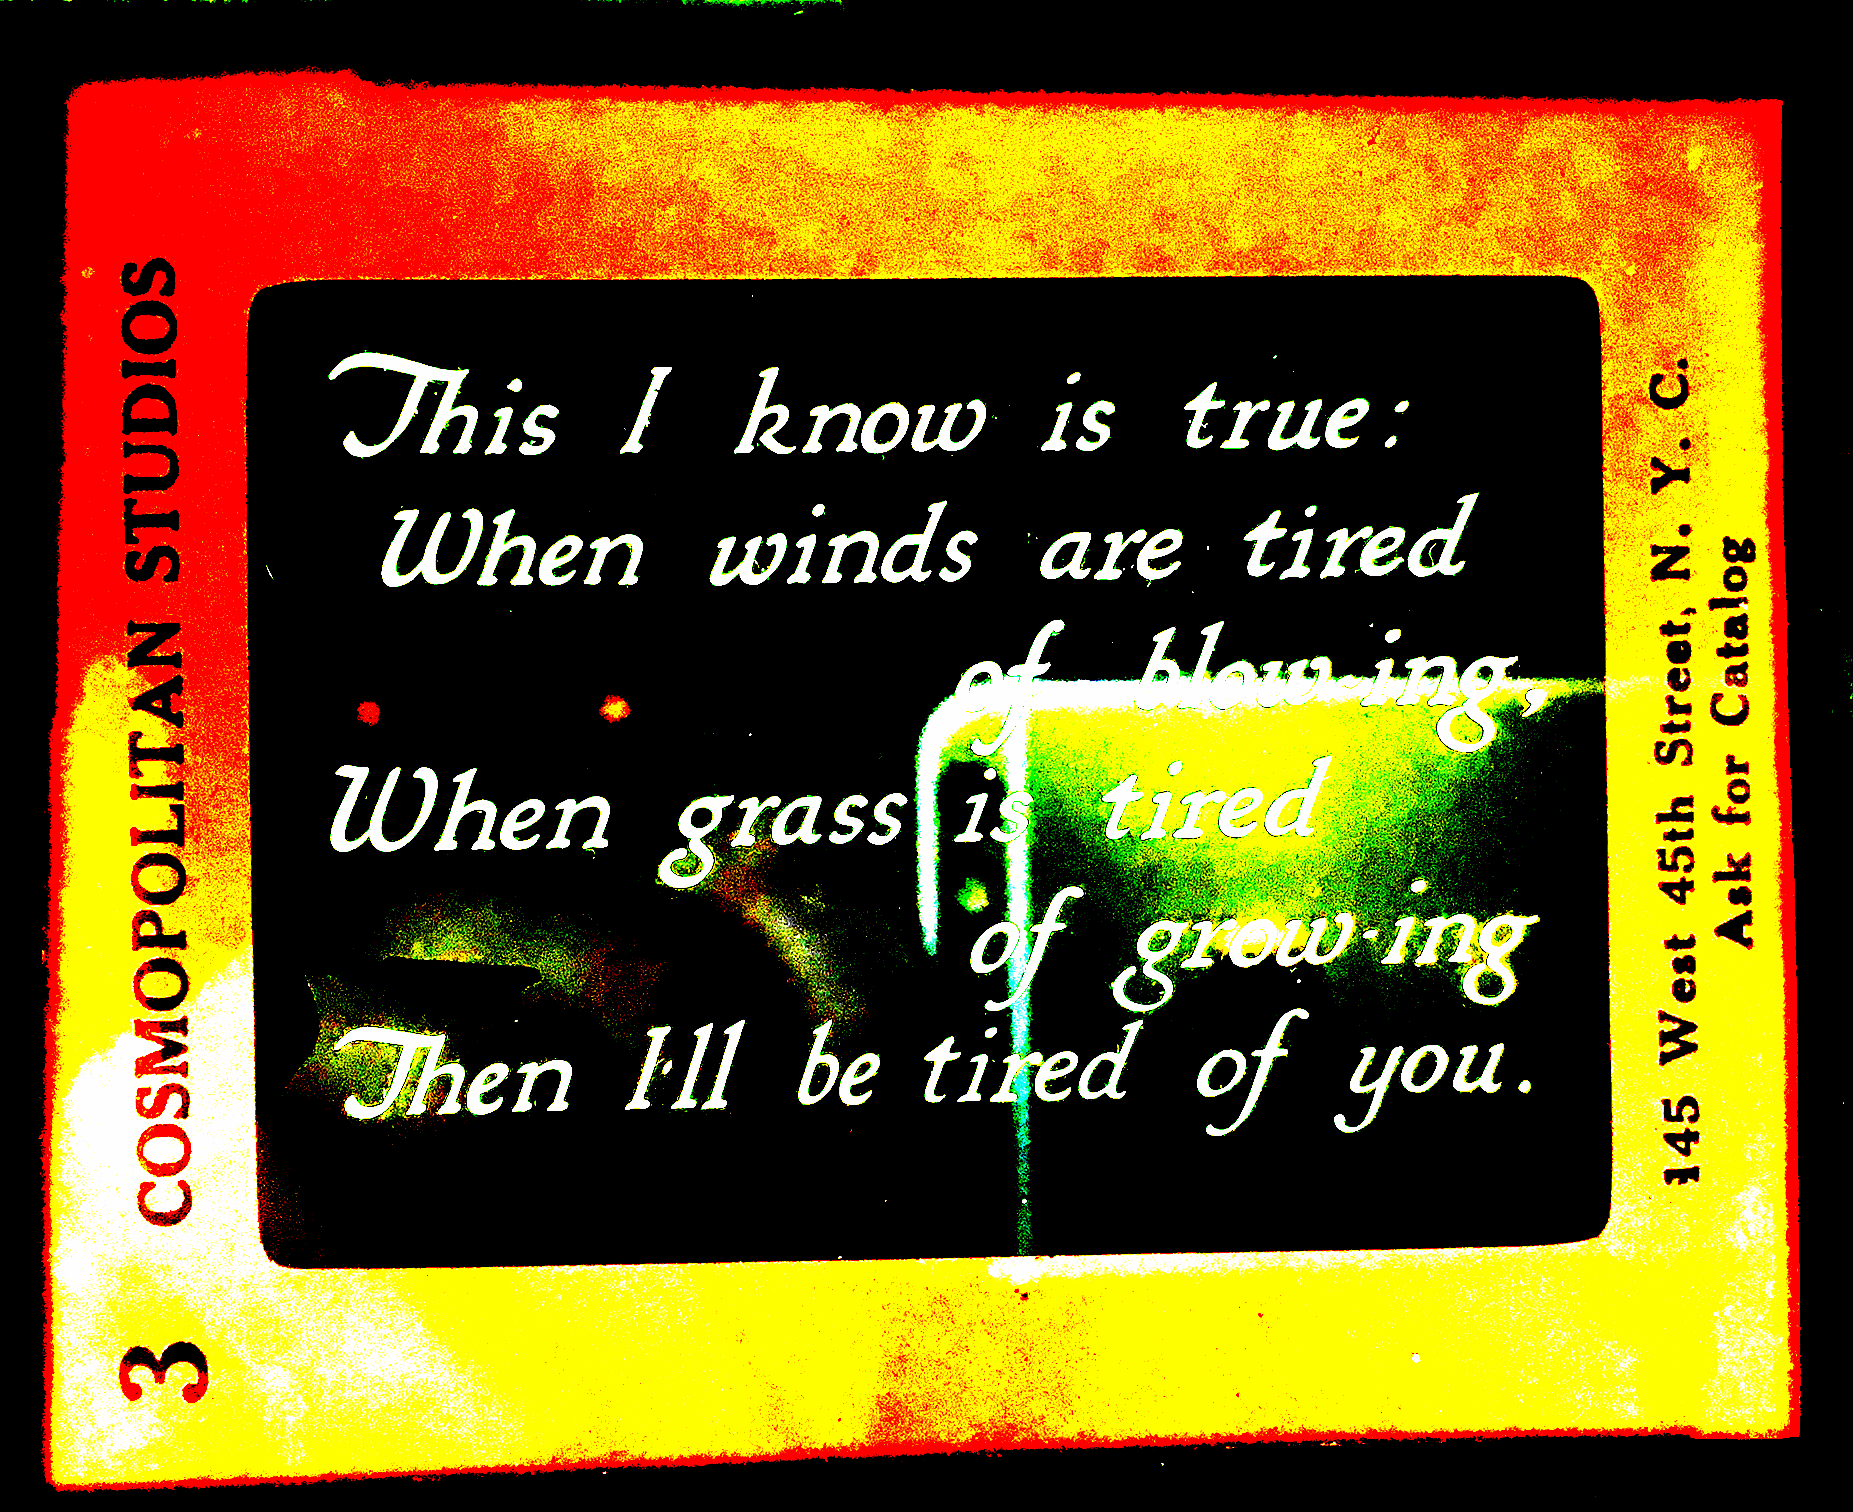 COSMOPOLITAN STUDIOS
3
This I know is true:
When winds are tired
of blow-ing,
When grass is tired
of grow-ing
Then I'll be tired of you.
145 West 45th Street, N. Y. C.
Ask for Catalog